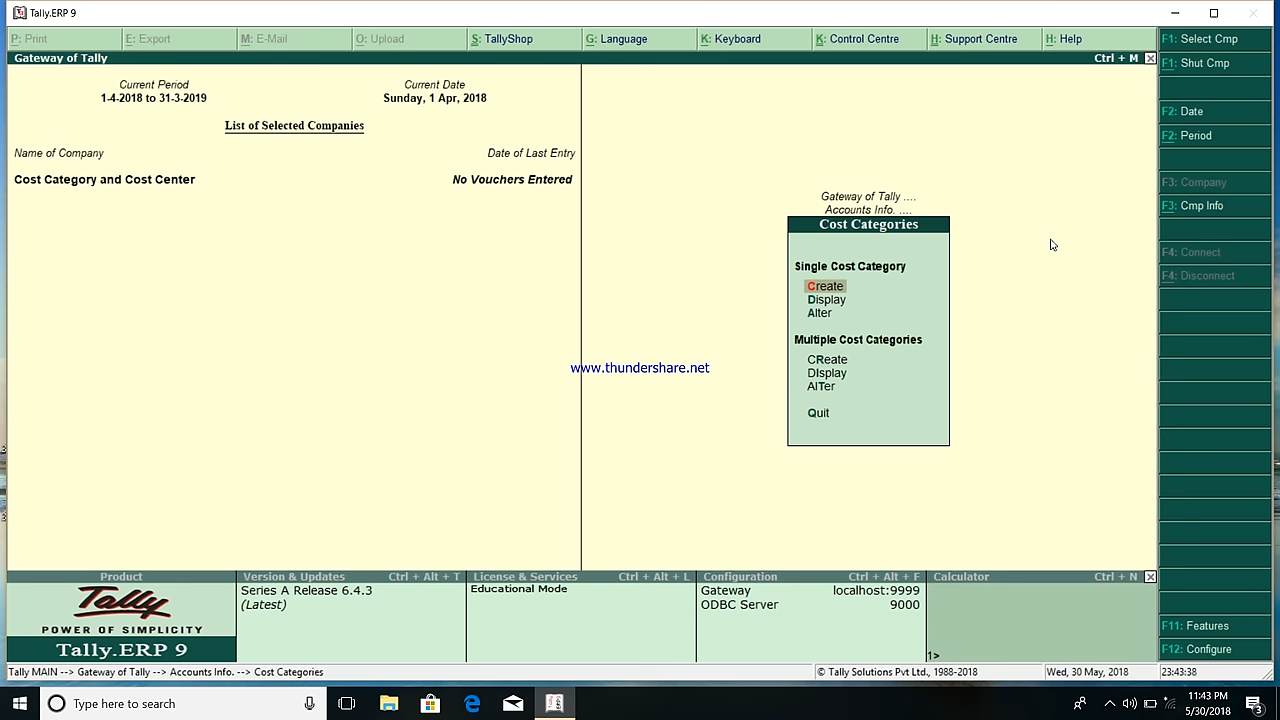 Tally.ERP 9
P: Print E: Export M: E-Mail O: Upload S: TallyShop G: Language K: Keyboard K: Control Centre H: Support Centre H: Help
Gateway of Tally Ctrl + M
Current Period Current Date
1-4-2018 to 31-3-2019 Sunday, 1 Apr, 2018
List of Selected Companies
Name of Company Date of Last Entry
Cost Category and Cost Center No Vouchers Entered
Gateway of Tally ....
Accounts Info. ....
Cost Categories
Single Cost Category
Create
Display
Alter
Multiple Cost Categories
CReate
DIsplay
AlTer
Quit
www.thundershare.net
F1: Select Cmp
F1: Shut Cmp
F2: Date
F2: Period
F3: Company
F3: Cmp Info
F4: Connect
F4: Disconnect
F11: Features
F12: Configure
Product
Tally
POWER OF SIMPLICITY
Tally.ERP 9
Version & Updates Ctrl + Alt + T
Series A Release 6.4.3
(Latest)
License & Services Ctrl + Alt + L
Educational Mode
Configuration Ctrl + Alt + F
Gateway localhost:9999
ODBC Server 9000
Calculator Ctrl + N
1>
Tally MAIN --> Gateway of Tally --> Accounts Info. --> Cost Categories © Tally Solutions Pvt Ltd., 1988-2018 Wed, 30 May, 2018 23:43:38
Type here to search
11:43 PM
5/30/2018
3